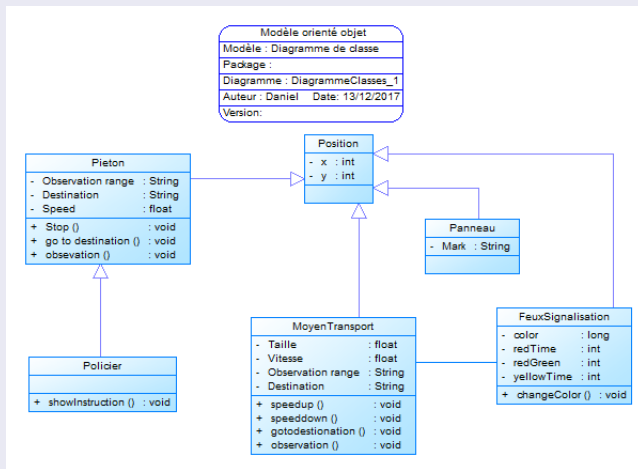 Modèle orienté objet
Modèle : Diagramme de classe
Package :
Diagramme : DiagrammeClasses_1
Auteur : Daniel Date: 13/12/2017
Version:
Position
- x : int
- y : int
Pieton
- Observation range : String
- Destination : String
- Speed : float
+ Stop () : void
+ go to destination () : void
+ obsevation () : void
Panneau
- Mark : String
MoyenTransport
- Taille : float
- Vitesse : float
- Observation range : String
- Destination : String
+ speedup () : void
+ speeddown () : void
+ gotodestionation () : void
+ observation () : void
FeuxSignalisation
- color : long
- redTime : int
- redGreen : int
- yellowTime : int
+ changeColor () : void
Policier
+ showInstruction () : void